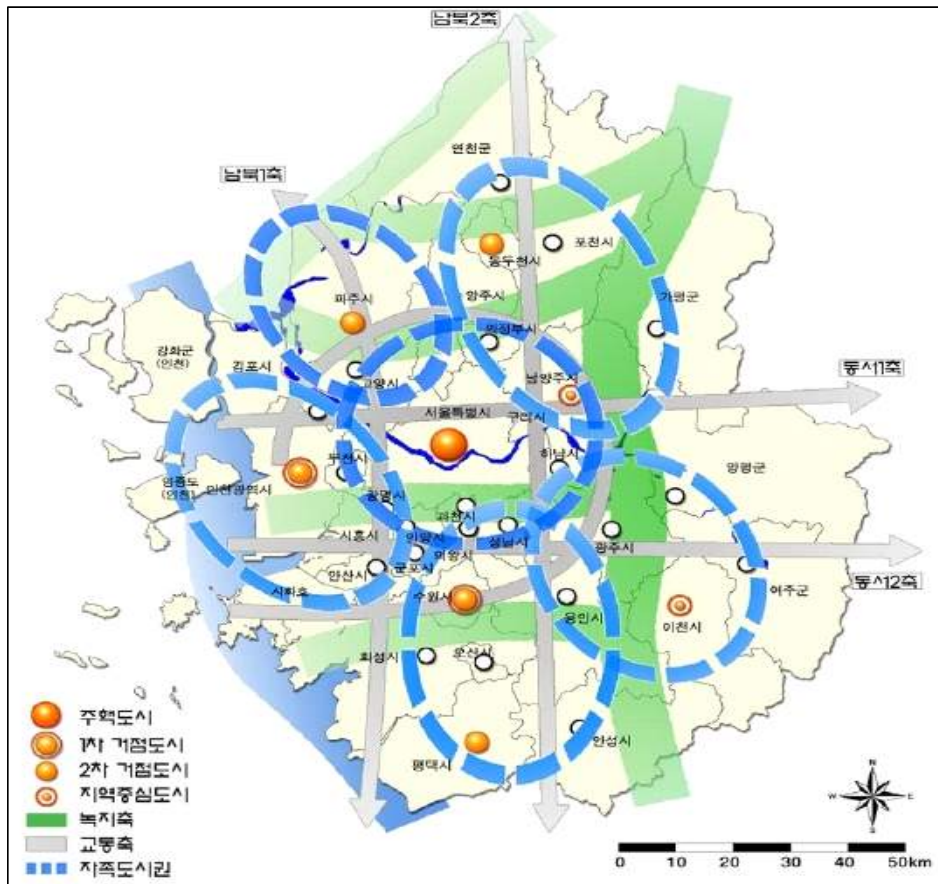 남북2축
연천군
남북1축
포천시
동두천시
가평군
파주시
양주시
의정부시
강화군
(인천)
김포시
고양시
남양주시
동서1축
서울특별시
구리시
부천시
하남시
양평군
영종도
(인천)
인천광역시
광명시
과천시
시흥시
안양시
성남시
광주시
의왕시
군포시
안산시
동서12축
여주군
시화호
수원시
용인시
이천시
화성시
오산시
안성시
평택시
주핵도시
1차 거점도시
2차 거점도시
지역중심도시
녹지축
교통축
자족도시권
N
W E
S
0 10 20 30 40 50km